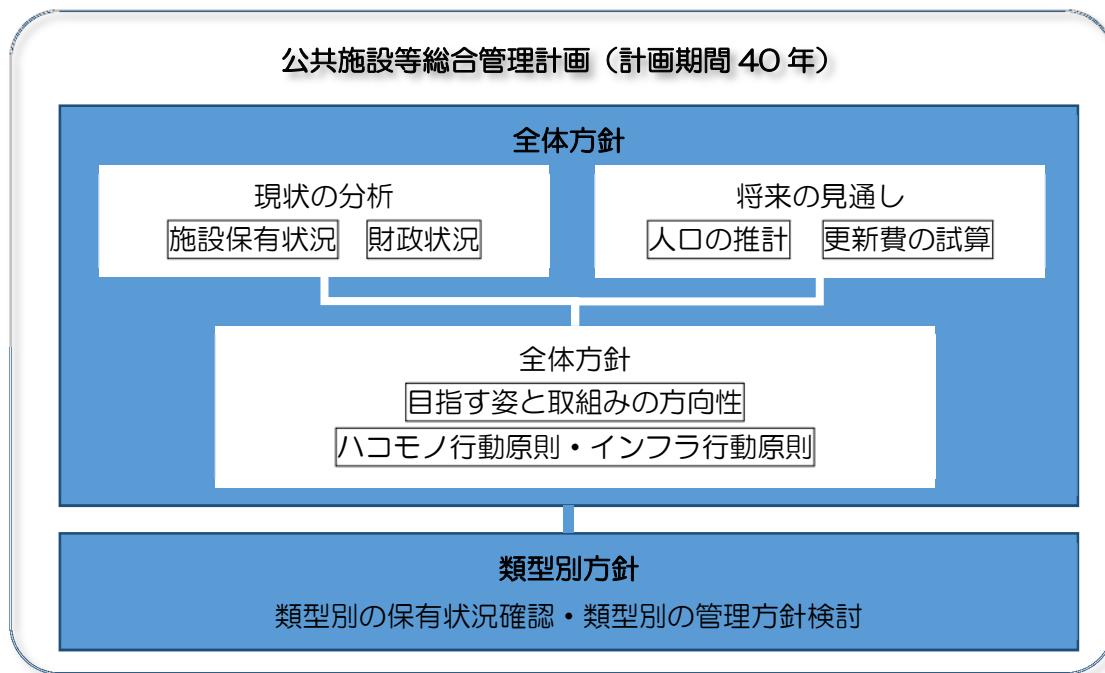 公共施設等総合管理計画（計画期間 40 年）
全体方針
現状の分析
施設保有状況 財政状況
将来の見通し
人口の推計 更新費の試算
全体方針
目指す姿と取組みの方向性
ハコモノ行動原則・インフラ行動原則
類型別方針
類型別の保有状況確認・類型別の管理方針検討